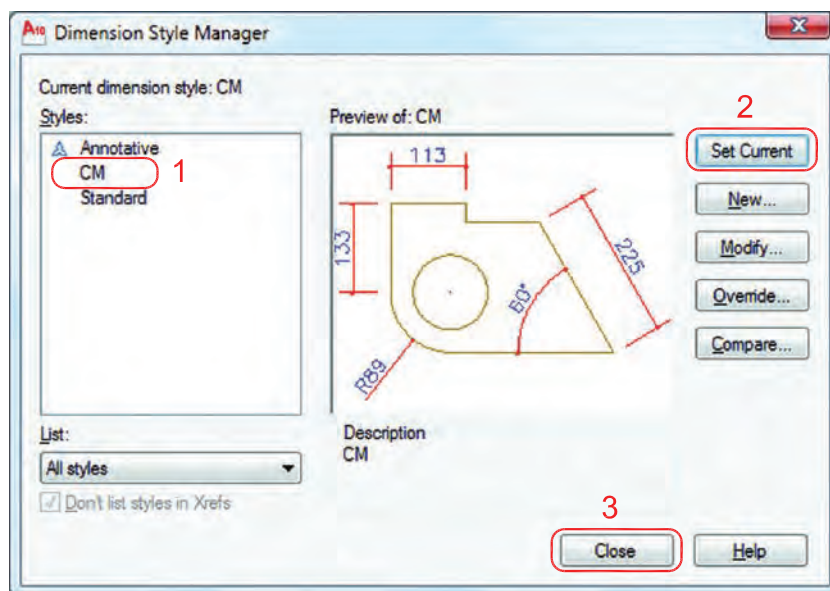 A10 Dimension Style Manager
Current dimension style: CM
Styles:
Annotative
CM 1
Standard
Preview of: CM
113
133
225
60°
R89
2
Set Current
New...
Modify...
Override...
Compare...
List:
All styles
Don't list styles in Xrefs
Description
CM
3
Close
Help